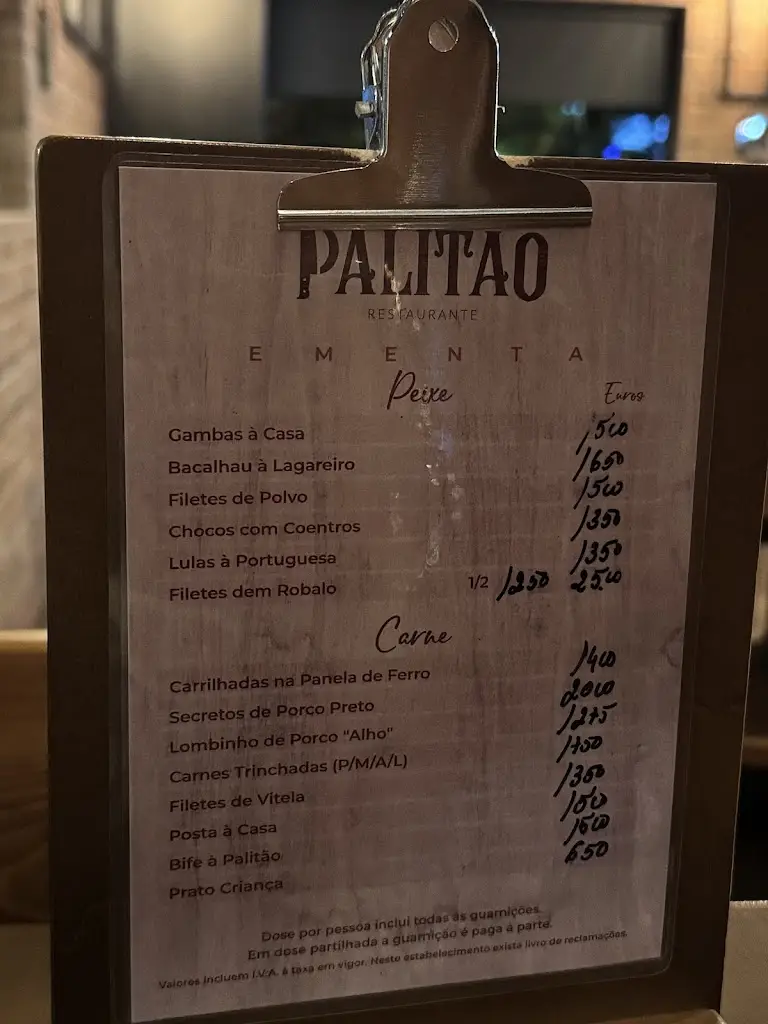 PALITÃO
RESTAURANTE
EMENTA
Peixe Euros
Gambas à Casa 1500
Bacalhau à Lagareiro 1650
Filetes de Polvo 1500
Chocos com Coentros 1350
Lulas à Portuguesa 1350
Filetes dem Robalo 1/2 1250 2500
Carne
Carrilhadas na Panela de Ferro 1400
Secretos de Porco Preto 2000
Lombinho de Porco "Alho" 1275
Carnes Trinchadas (P/M/A/L)
Filetes de Vitela 1350
Posta à Casa
Bife à Palitão
Prato Criança 650
Dose por pessoa inclui todas as guarnições.
Em dose partilhada a guarnição é paga à parte.
Valores incluem I.V.A. à taxa em vigor. Neste estabelecimento existe livro de reclamações.